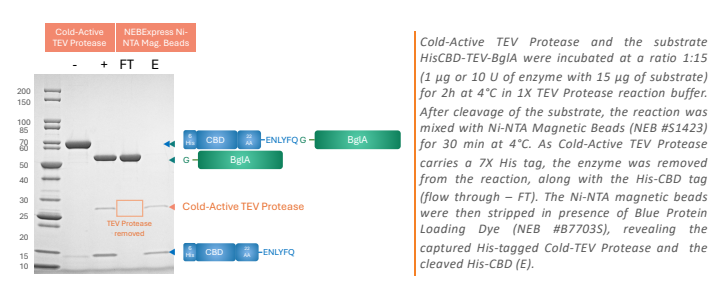 Cold-Active
TEV Protease
NEBExpress Ni-
NTA Mag. Beads
- + FT E
200
150
100
85
70
60
50
40
30
25
20
15
10
TEV Protease
removed
6
His
CBD
23
AA
ENLYFQ G
BglA
G
BglA
Cold-Active TEV Protease
6
His
CBD
23
AA
ENLYFQ
Cold-Active TEV Protease and the substrate
HisCBD-TEV-BglA were incubated at a ratio 1:15
(1 µg or 10 U of enzyme with 15 µg of substrate)
for 2h at 4°C in 1X TEV Protease reaction buffer.
After cleavage of the substrate, the reaction was
mixed with Ni-NTA Magnetic Beads (NEB #S1423)
for 30 min at 4°C. As Cold-Active TEV Protease
carries a 7X His tag, the enzyme was removed
from the reaction, along with the His-CBD tag
(flow through – FT). The Ni-NTA magnetic beads
were then stripped in presence of Blue Protein
Loading Dye (NEB #B7703S), revealing the
captured His-tagged Cold-TEV Protease and the
cleaved His-CBD (E).